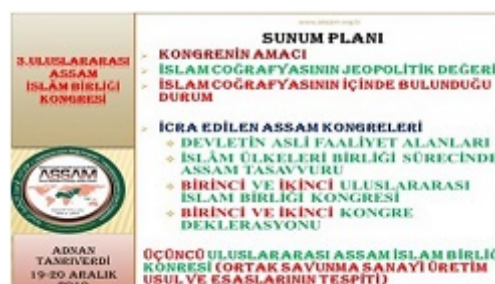 www.assam.org.tr
SUNUM PLANI
3.ULUSLARARASI
ASSAM
İSLÂM BİRLİĞİ
KONGRESİ
KONGRENİN AMACI
İSLAM COĞRAFYASININ JEOPOLİTİK DEĞERİ
İSLAM COĞRAFYASININ İÇİNDE BULUNDUĞU
DURUM
İCRA EDİLEN ASSAM KONGRELERİ
DEVLETİN ASLİ FAALİYET ALANLARI
İSLÂM ÜLKELERİ BİRLİĞİ SÜRECİNDE
ASSAM TASAVVURU
BİRİNCİ VE İKİNCİ ULUSLARARASI
İSLAM BİRLİĞİ KONGRESİ
BİRİNCİ VE İKİNCİ KONGRE
DEKLERASYONU
ASSAM
ADNAN
TANRIVERDİ
19-20 ARALIK
ÜÇÜNCÜ ULUSLARARASI ASSAM İSLAM BİRLİĞ
KONRESİ (ORTAK SAVUNMA SANAYİ ÜRETİM
USUL VE ESASLARININ TESPİTİ)